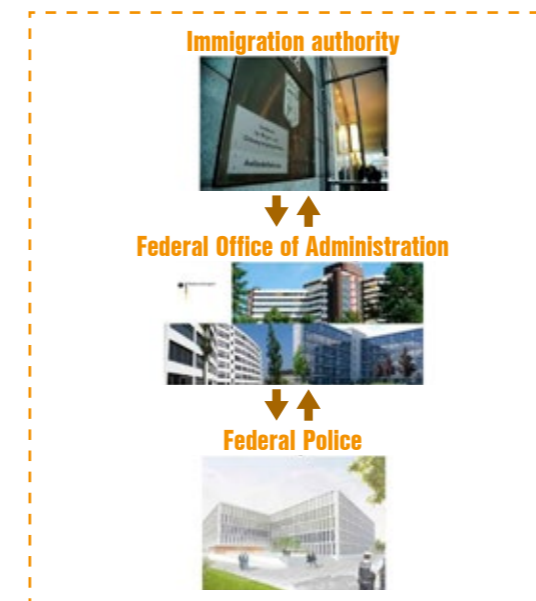 Immigration authority
Federal Office of Administration
Federal Police